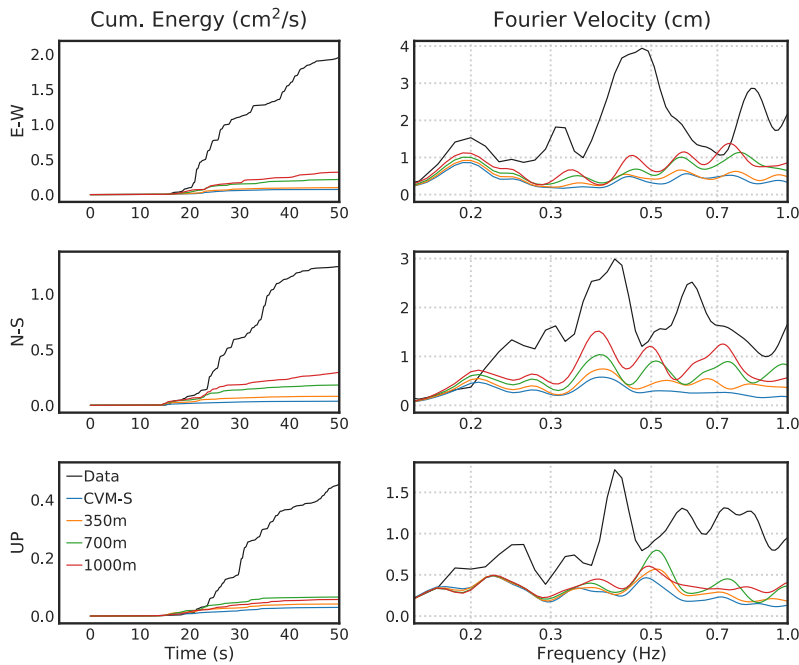 Cum. Energy (cm²/s)
Fourier Velocity (cm)
E-W
2.0
1.5
1.0
0.5
0.0
0 10 20 30 40 50
4
3
2
1
0
0.2 0.3 0.5 0.7 1.0
N-S
1.0
0.5
0.0
0 10 20 30 40 50
3
2
1
0
0.2 0.3 0.5 0.7 1.0
UP
0.4
0.2
0.0
Data
CVM-S
350m
700m
1000m
0 10 20 30 40 50
Time (s)
1.5
1.0
0.5
0.0
0.2 0.3 0.5 0.7 1.0
Frequency (Hz)